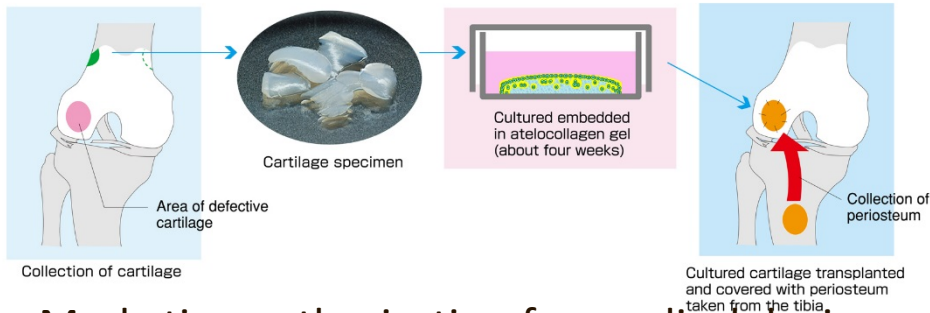 Cartilage specimen
Cultured embedded
in atelocollagen gel
(about four weeks)
Area of defective
cartilage
Collection of
periosteum
Collection of cartilage
Cultured cartilage transplanted
and covered with periosteum
taken from the tibia